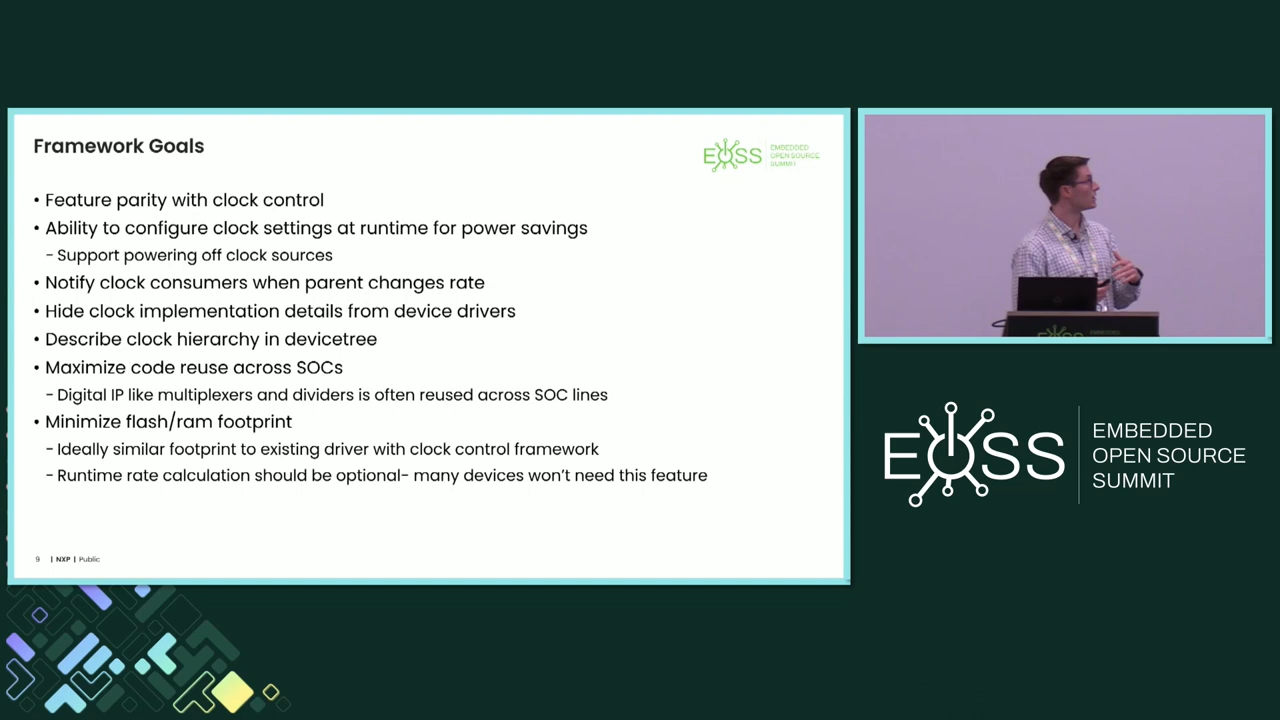 Framework Goals
EOSS EMBEDDED
OPEN SOURCE
SUMMIT
• Feature parity with clock control
• Ability to configure clock settings at runtime for power savings
- Support powering off clock sources
• Notify clock consumers when parent changes rate
• Hide clock implementation details from device drivers
• Describe clock hierarchy in devicetree
• Maximize code reuse across SOCs
- Digital IP like multiplexers and dividers is often reused across SOC lines
• Minimize flash/ram footprint
- Ideally similar footprint to existing driver with clock control framework
- Runtime rate calculation should be optional- many devices won't need this feature
9 | NXP | Public
EOSS
EMBEDDED
OPEN SOURCE
SUMMIT